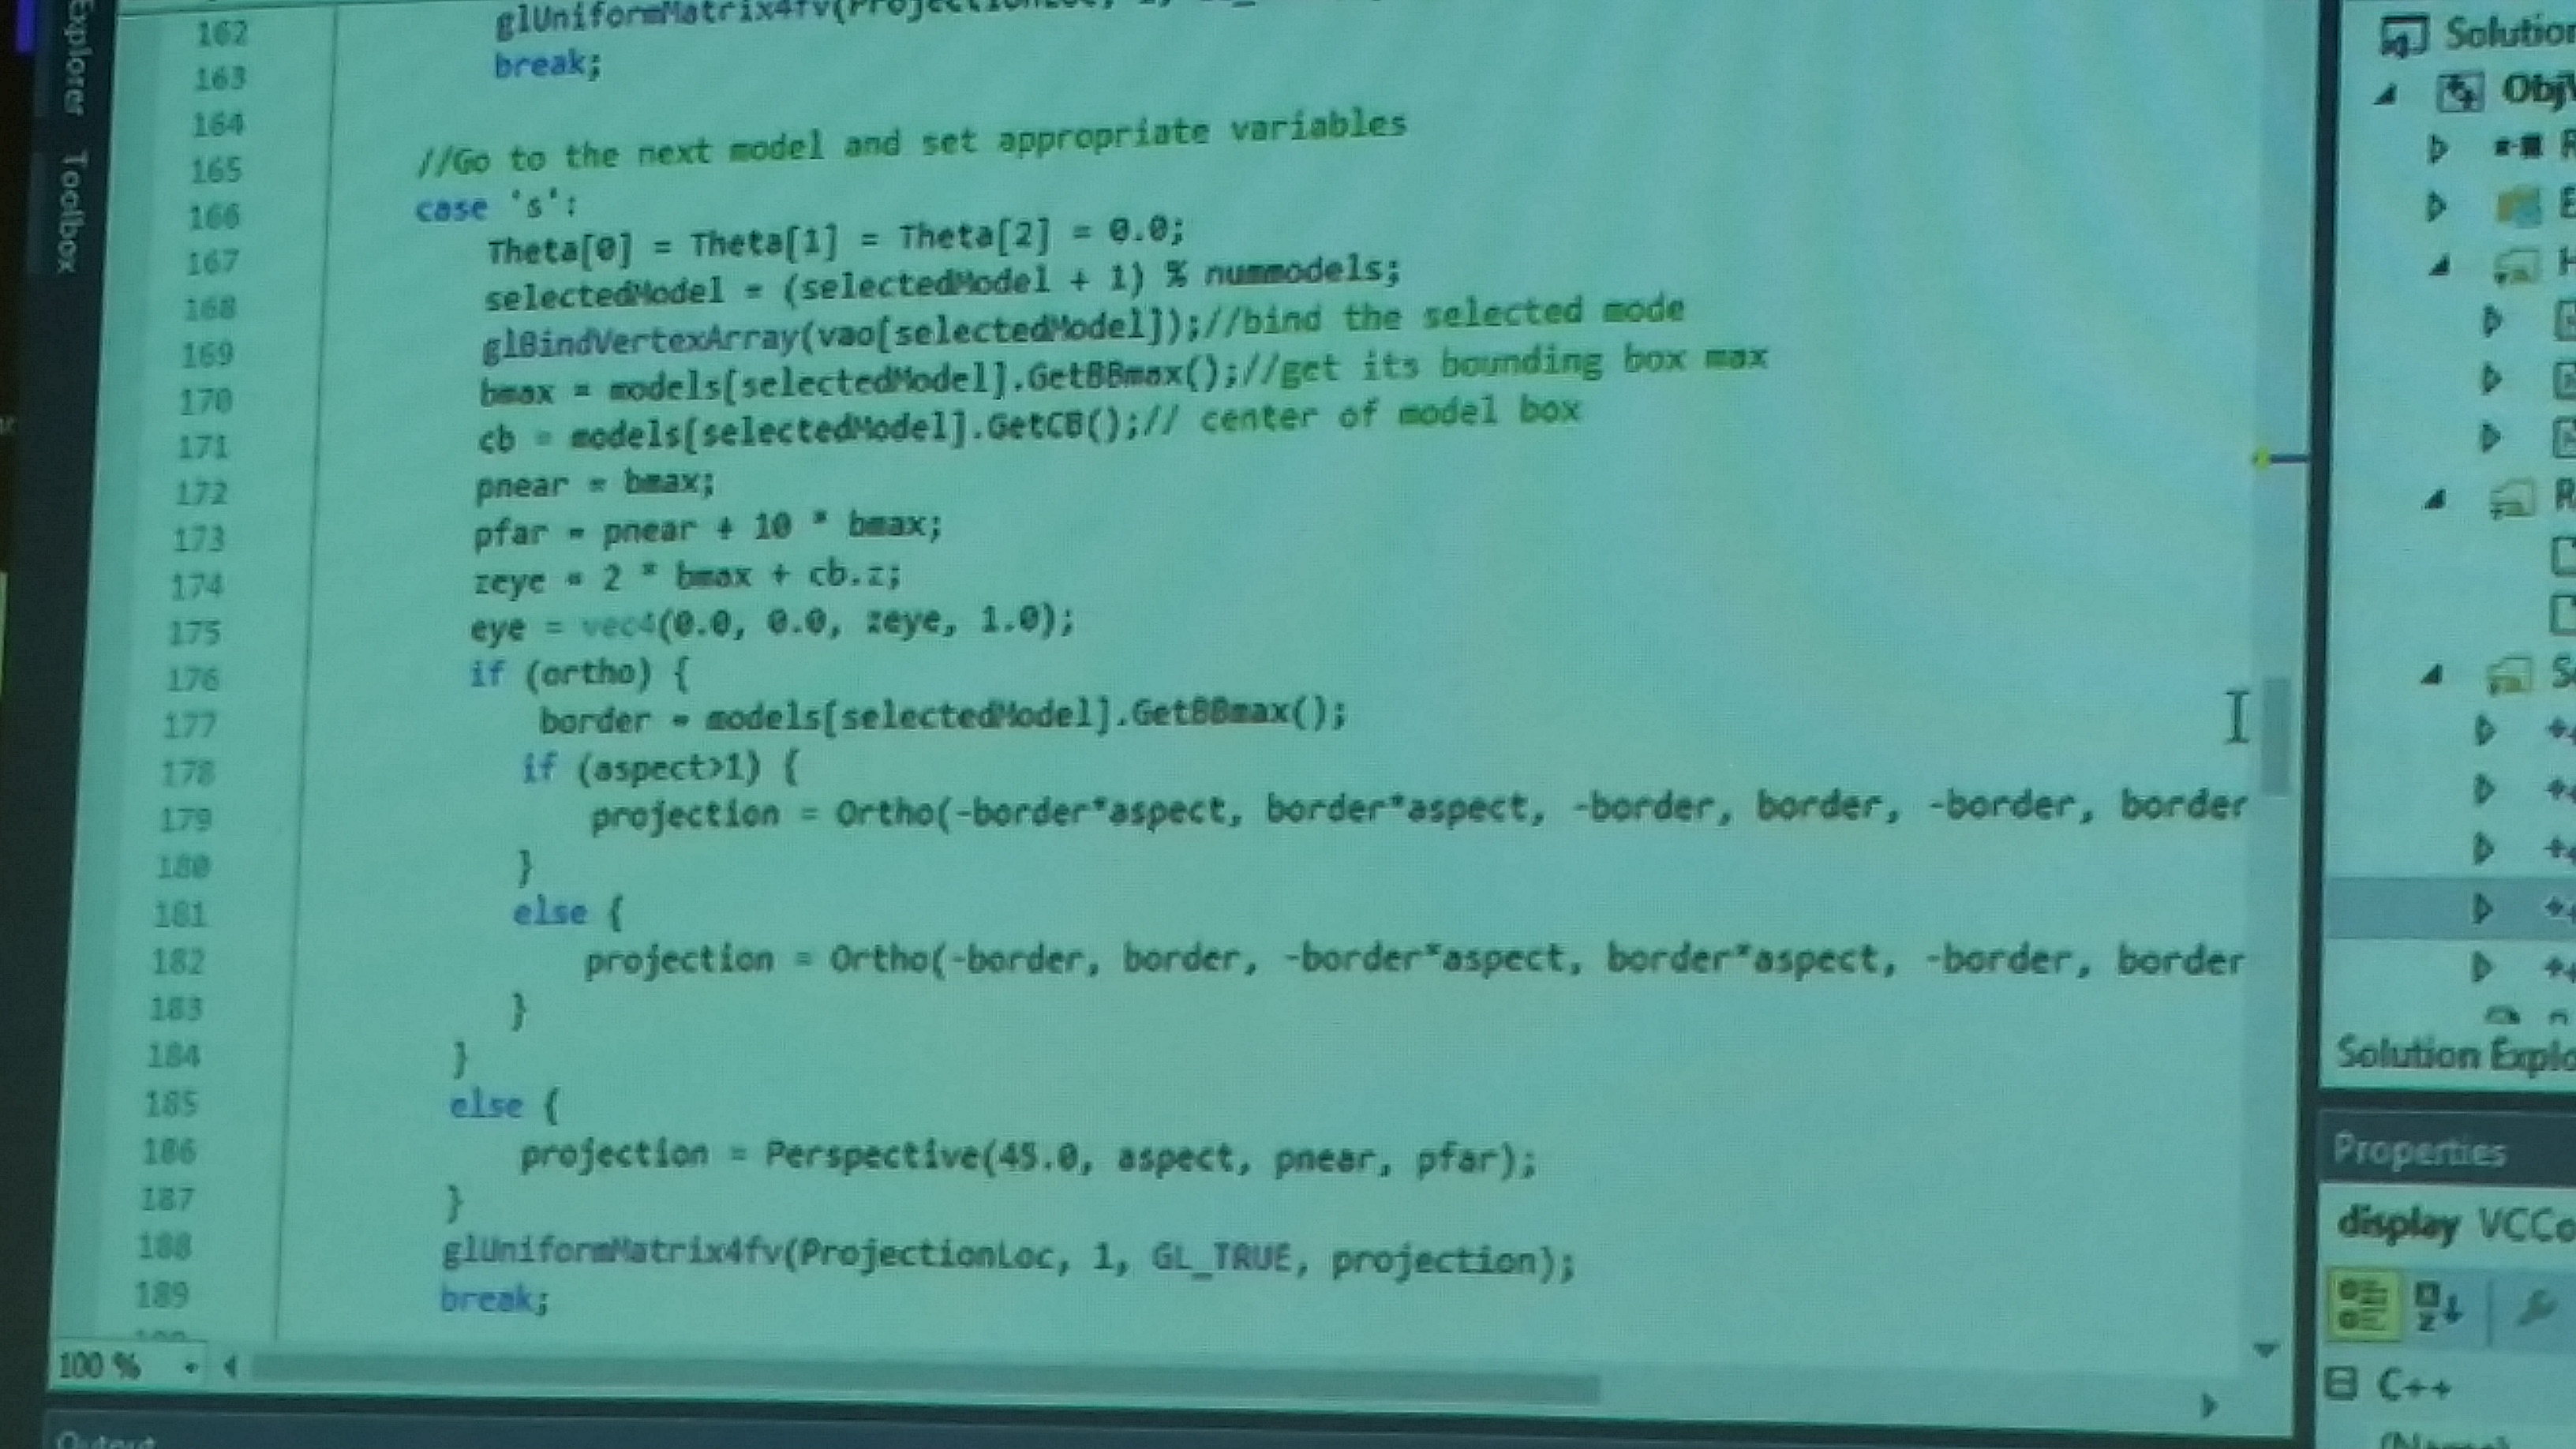 Explorer
Toolbox
162 glUniformMatrix4fv(ProjectionLoc, 1,
163 break;
164
165 //Go to the next model and set appropriate variables
166 case 's':
167 Theta[0] = Theta[1] = Theta[2] = 0.0;
168 selectedModel = (selectedModel + 1) % nummodels;
169 glBindVertexArray(vao[selectedModel]);//bind the selected mode
170 bmax = models[selectedModel].GetBBmax();//get its bounding box max
171 cb = models[selectedModel].GetCB();// center of model box
172 pnear = bmax;
173 pfar = pnear + 10 * bmax;
174 zeye = 2 * bmax + cb.z;
175 eye = vec4(0.0, 0.0, zeye, 1.0);
176 if (ortho) {
177 border = models[selectedModel].GetBBmax();
178 if (aspect>1) {
179 projection = Ortho(-border*aspect, border*aspect, -border, border, -border, border
180 }
181 else {
182 projection = Ortho(-border, border, -border*aspect, border*aspect, -border, border
183 }
184 }
185 else {
186 projection = Perspective(45.0, aspect, pnear, pfar);
187 }
188 glUniformMatrix4fv(ProjectionLoc, 1, GL_TRUE, projection);
189 break;
100 %
Output
Solution
Solution Explo
Properties
display VCCo
C++